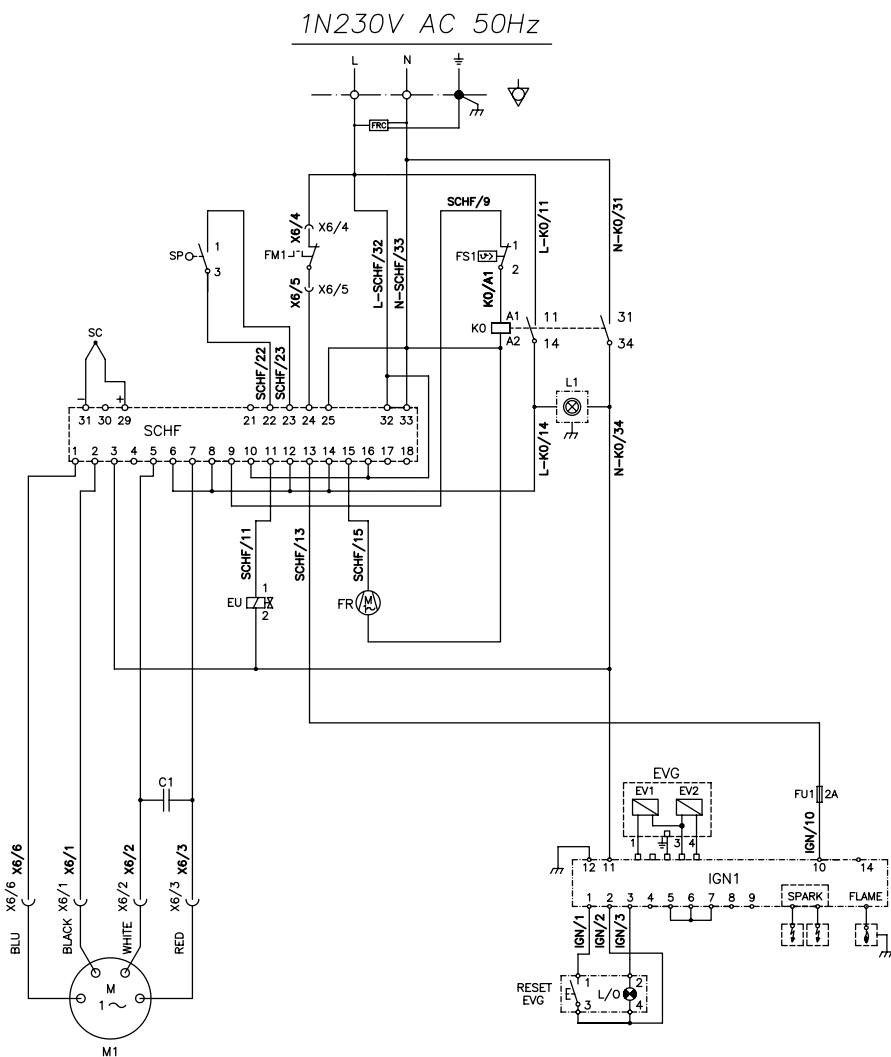 1N230V AC 50Hz
L N
FRC
SCHF/9
X6/4 X6/4
L-K0/11
N-K0/31
SP 1
3
FM1
L-SCHF/32
N-SCHF/33
FS1 1
2
X6/5 X6/5
K0/A1
K0 A1
A2
11
14
31
34
SC
SCHF/22
SCHF/23
L1
- +
31 30 29 21 22 23 24 25 32 33
SCHF
1 2 3 4 5 6 7 8 9 10 11 12 13 14 15 16 17 18
L-K0/14
N-K0/34
SCHF/11
SCHF/13
SCHF/15
EU 1
2
FR M
1~
C1
EVG
EV1 EV2
1 3 4
FU1 2A
IGN/10
X6/6 X6/6
X6/1 X6/1
X6/2 X6/2
X6/3 X6/3
BLU
BLACK
WHITE
RED
12 11 10 14
IGN1
1 2 3 4 5 6 7 8 9 SPARK FLAME
IGN/1
IGN/2
IGN/3
M
1~
M1
RESET
EVG
E 1
3
L/O 2
4